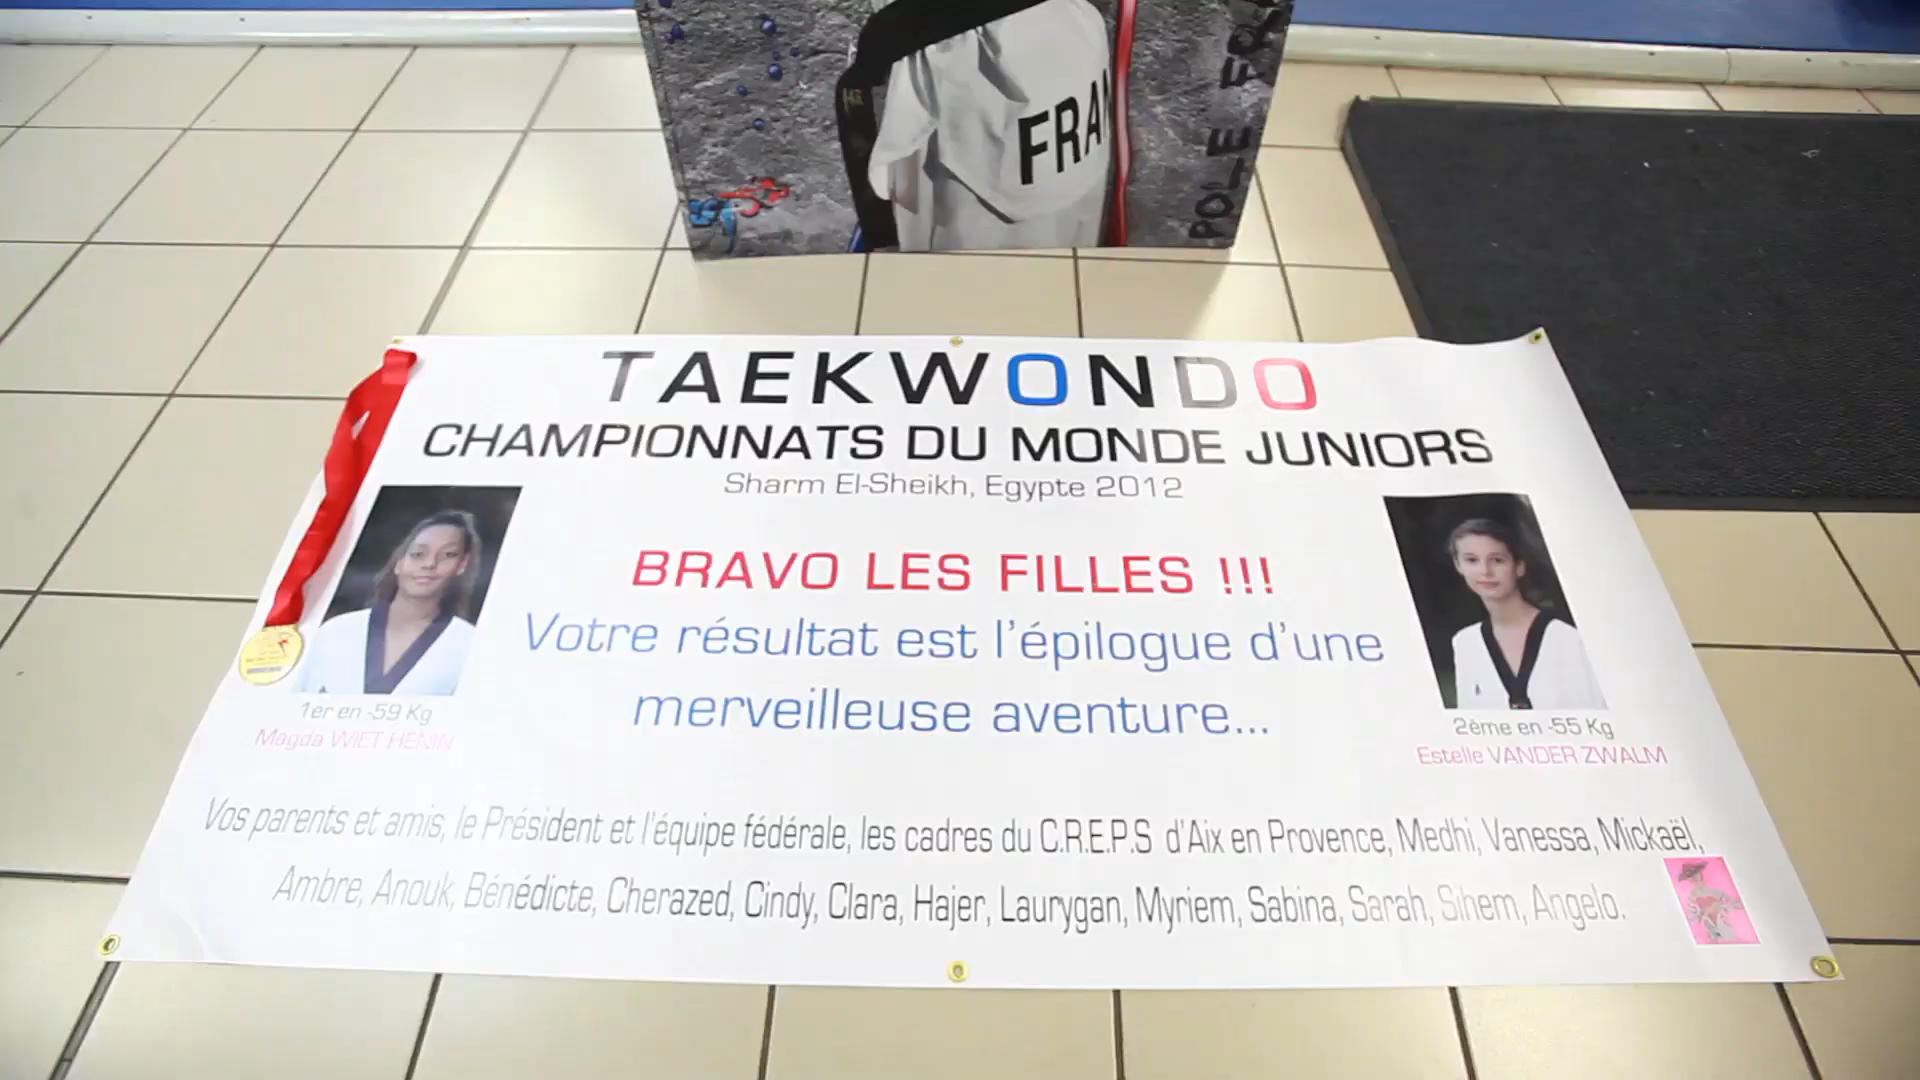 FRAN
POLE
TAEKWONDO
CHAMPIONNATS DU MONDE JUNIORS
Sharm El-Sheikh, Egypte 2012
BRAVO LES FILLES !!!
Votre résultat est l'épilogue d'une
merveilleuse aventure...
1er en -59 Kg
Magda WIET HENIN
2ème en -55 Kg
Estelle VANDER ZWALM
Vos parents et amis, le Président et l'équipe fédérale, les cadres du C.R.E.P.S d'Aix en Provence, Medhi, Vanessa, Mickaël,
Ambre, Anouk, Bénédicte, Cherazed, Cindy, Clara, Hajer, Laurygan, Myriem, Sabina, Sarah, Sihem, Angelo.